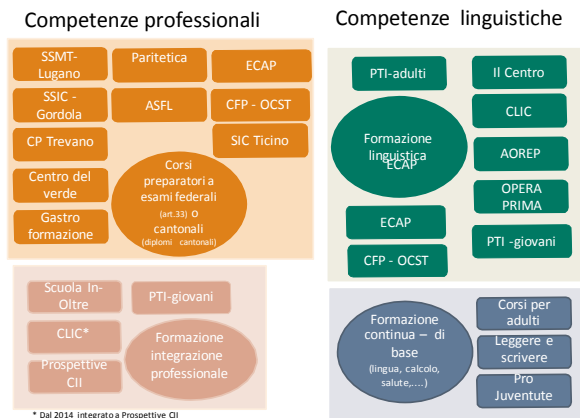 Competenze professionali
SSMT-
Lugano
Paritetica
ECAP
SSIC -
Gordola
ASFL
CFP - OCST
CP Trevano
SIC Ticino
Centro del
verde
Gastro
formazione
Corsi
preparatori a
esami federali
(art.33) o
cantonali
(diplomi cantonali)
Competenze linguistiche
PTI-adulti
Il Centro
CLIC
Formazione
linguistica
ECAP
AOREP
OPERA
PRIMA
ECAP
PTI -giovani
CFP - OCST
Scuola In-
Oltre
PTI-giovani
CLIC*
Prospettive
CII
Formazione
integrazione
professionale
* Dal 2014 integrato a Prospettive CII
Formazione
continua – di
base
(lingua, calcolo,
salute,....)
Corsi per
adulti
Leggere e
scrivere
Pro
Juventute